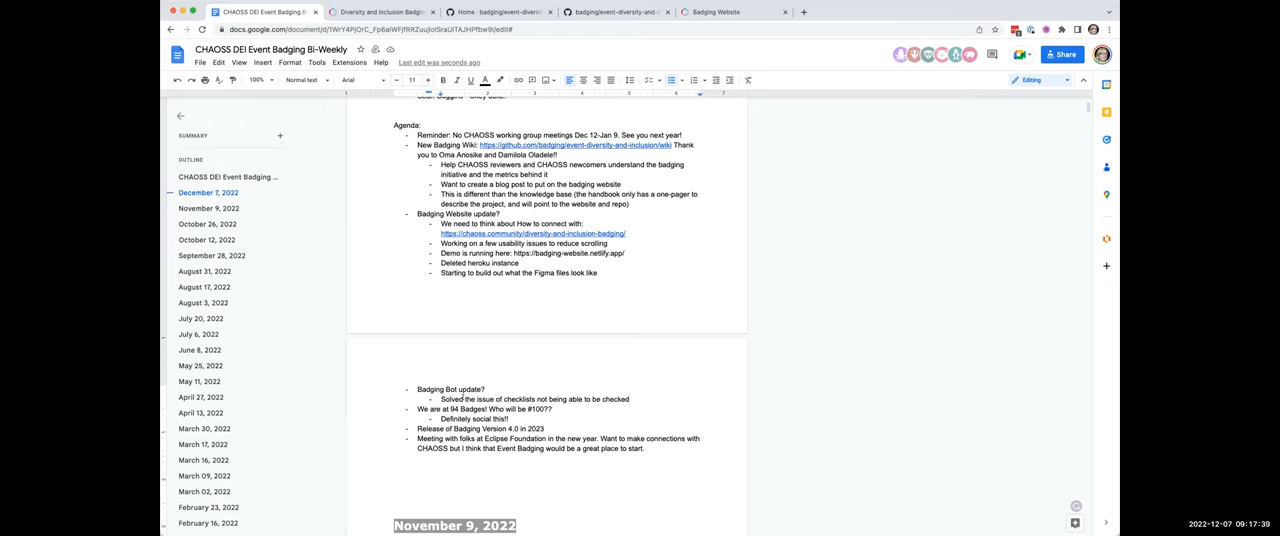 CHAOSS DEI Event Badging Bi
Diversity and Inclusion Badging
Home · badging/event-diversi
badging/event-diversity-and-
Badging Website
docs.google.com/document/d/
CHAOSS DEI Event Badging Bi-Weekly
File Edit View Insert Format Tools Extensions Help Last edit was seconds ago
Share
100% Normal text Arial 11 Editing
SUMMARY
OUTLINE
CHAOSS DEI Event Badging ...
December 7, 2022
November 9, 2022
October 26, 2022
October 12, 2022
September 28, 2022
August 31, 2022
August 17, 2022
August 3, 2022
July 20, 2022
July 6, 2022
June 8, 2022
May 25, 2022
May 11, 2022
April 27, 2022
April 13, 2022
March 30, 2022
March 17, 2022
March 16, 2022
March 09, 2022
March 02, 2022
February 23, 2022
February 16, 2022
Agenda:
- Reminder: No CHAOSS working group meetings Dec 12-Jan 9. See you next year!
- New Badging Wiki: https://github.com/badging/event-diversity-and-inclusion/wiki Thank
you to Oma Anosike and Damilola Oladele!!
- Help CHAOSS reviewers and CHAOSS newcomers understand the badging
initiative and the metrics behind it
- Want to create a blog post to put on the badging website
- This is different than the knowledge base (the handbook only has a one-pager to
describe the project, and will point to the website and repo)
- Badging Website update?
- We need to think about How to connect with:
https://chaoss.community/diversity-and-inclusion-badging/
- Working on a few usability issues to reduce scrolling
- Demo is running here: https://badging-website.netlify.app/
- Deleted heroku instance
- Starting to build out what the Figma files look like
- Badging Bot update?
- Solved the issue of checklists not being able to be checked
- We are at 94 Badges! Who will be #100??
- Definitely social this!!
- Release of Badging Version 4.0 in 2023
- Meeting with folks at Eclipse Foundation in the new year. Want to make connections with
CHAOSS but I think that Event Badging would be a great place to start.
November 9, 2022
2022-12-07 09:17:39